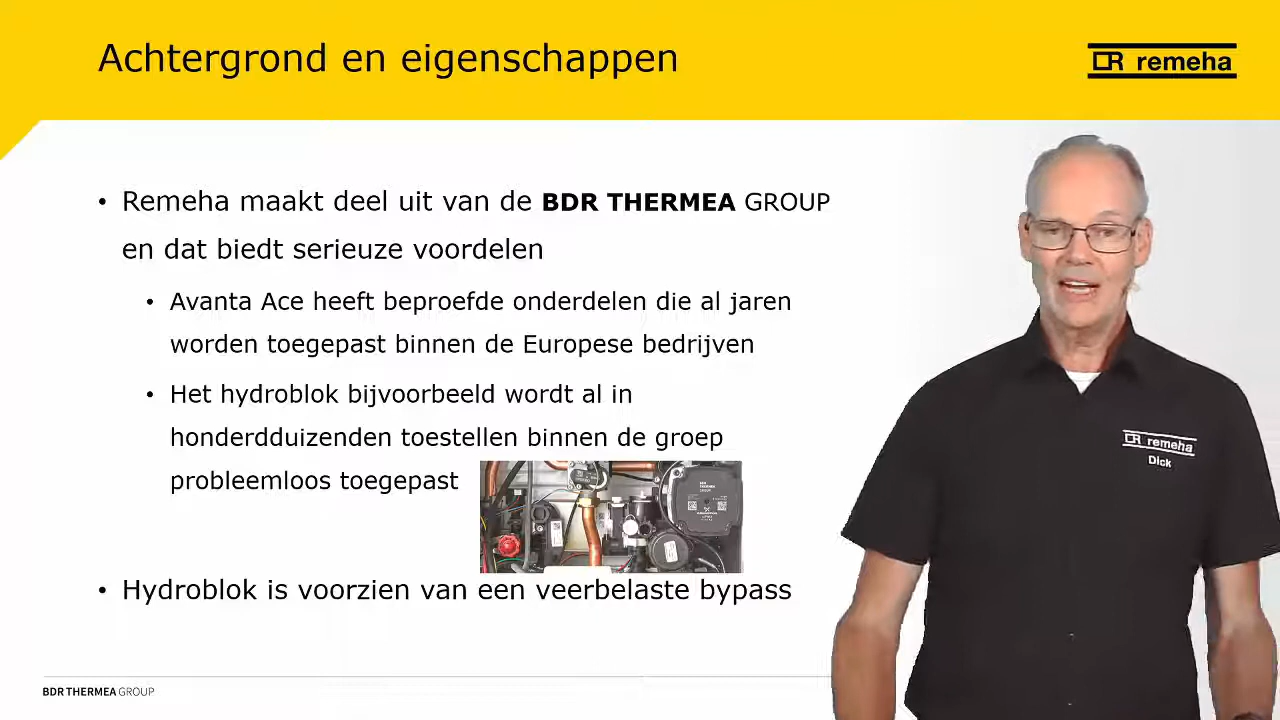 Achtergrond en eigenschappen
remeha
• Remeha maakt deel uit van de BDR THERMEA GROUP
en dat biedt serieuze voordelen
• Avanta Ace heeft beproefde onderdelen die al jaren
worden toegepast binnen de Europese bedrijven
• Het hydroblok bijvoorbeeld wordt al in
honderdduizenden toestellen binnen de groep
probleemloos toegepast
• Hydroblok is voorzien van een veerbelaste bypass
remeha
Dick
BDR THERMEA GROUP